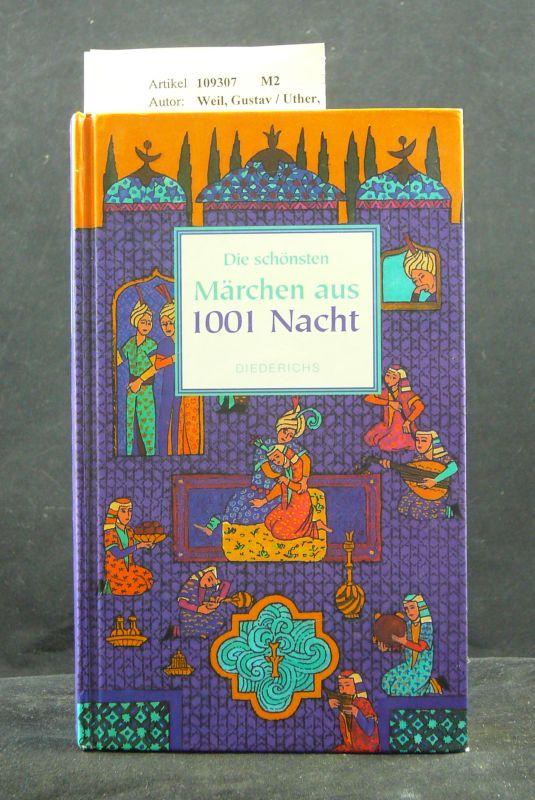 Artikel 109307 M2
Autor: Weil, Gustav / Uther,
Die schönsten
Märchen aus
1001 Nacht
DIEDERICHS